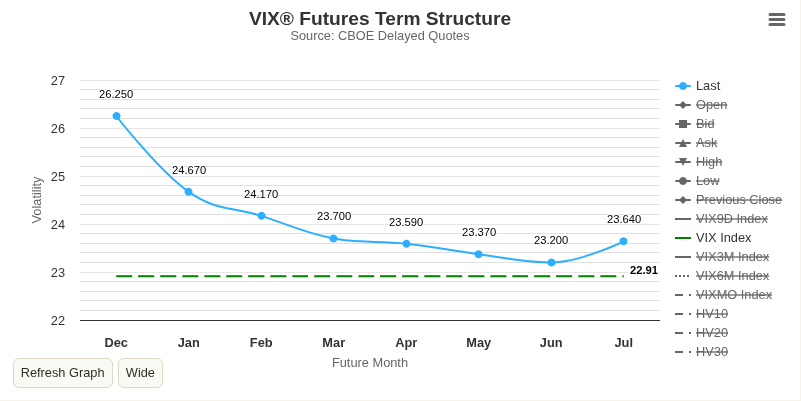 VIX® Futures Term Structure
Source: CBOE Delayed Quotes
Volatility
27
26
25
24
23
22
26.250
24.670
24.170
23.700
23.590
23.370
23.200
23.640
22.91
Dec Jan Feb Mar Apr May Jun Jul
Future Month
Last
Open
Bid
Ask
High
Low
Previous Close
VIX9D Index
VIX Index
VIX3M Index
VIX6M Index
VIXMO Index
HV10
HV20
HV30
Refresh Graph Wide